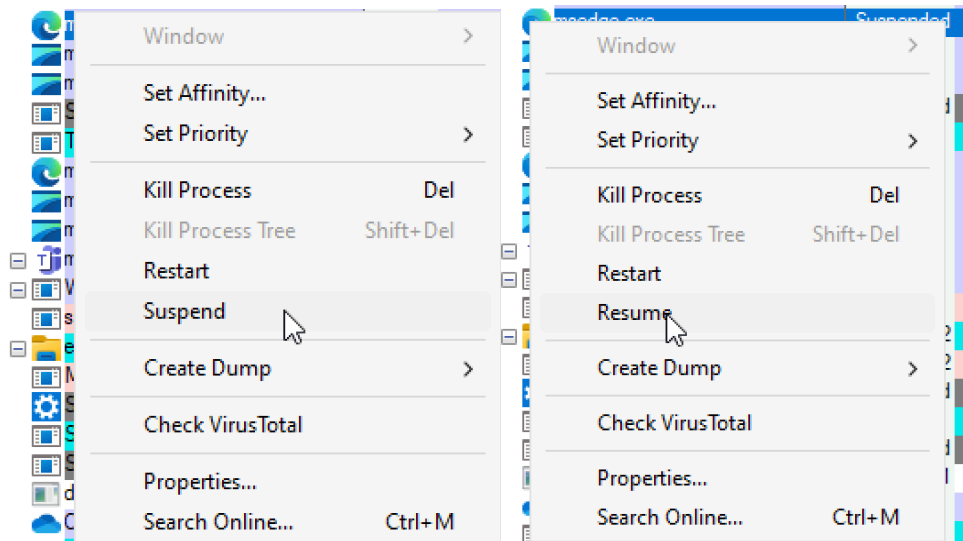 Window
Set Affinity...
Set Priority
Kill Process Del
Kill Process Tree Shift+Del
Restart
Suspend
Create Dump
Check VirusTotal
Properties...
Search Online... Ctrl+M
msedge.exe Suspended
Window
Set Affinity...
Set Priority
Kill Process Del
Kill Process Tree Shift+Del
Restart
Resume
Create Dump
Check VirusTotal
Properties...
Search Online... Ctrl+M